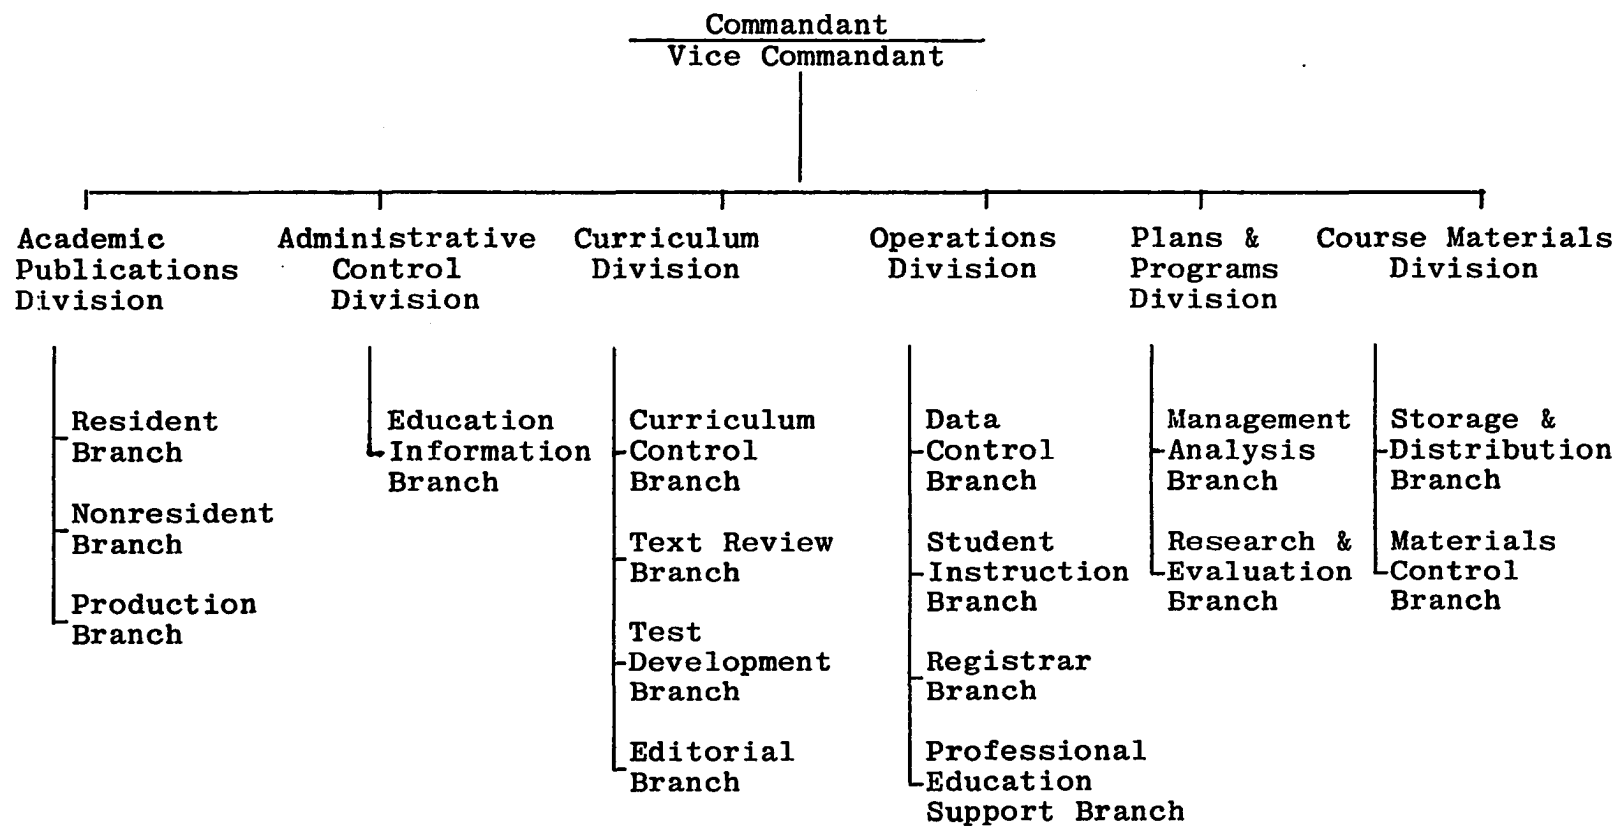 Commandant
Vice Commandant
Academic
Publications
Division
Administrative
Control
Division
Curriculum
Division
Operations
Division
Plans &
Programs
Division
Course Materials
Division
Resident
Branch
Nonresident
Branch
Production
Branch
Education
Information
Branch
Curriculum
Control
Branch
Text Review
Branch
Test
Development
Branch
Editorial
Branch
Data
Control
Branch
Student
Instruction
Branch
Registrar
Branch
Professional
Education
Support Branch
Management
Analysis
Branch
Research &
Evaluation
Branch
Storage &
Distribution
Branch
Materials
Control
Branch